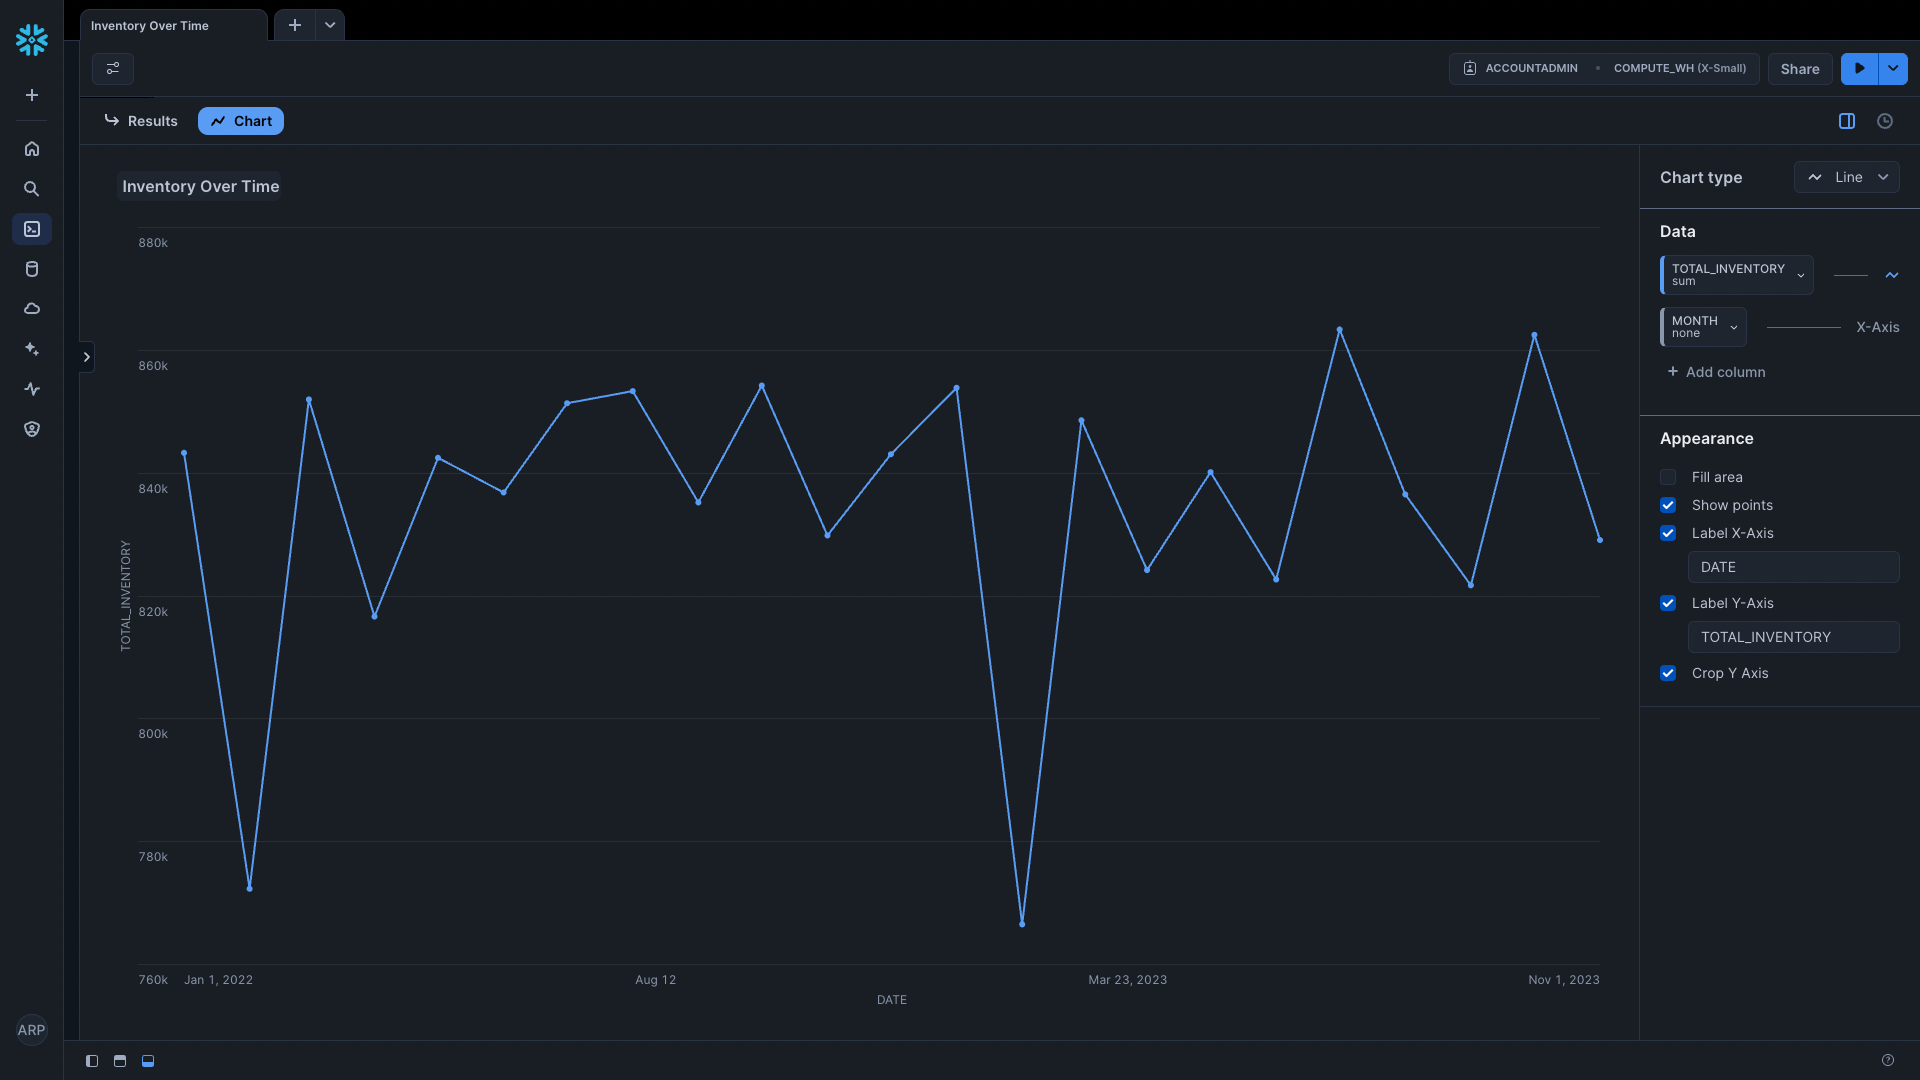 Inventory Over Time
ACCOUNTADMIN
COMPUTE_WH (X-Small)
Share
Results
Chart
Inventory Over Time
Chart type
Line
Data
TOTAL_INVENTORY
sum
MONTH
none
X-Axis
Add column
Appearance
Fill area
Show points
Label X-Axis
DATE
Label Y-Axis
TOTAL_INVENTORY
Crop Y Axis
880k
860k
840k
820k
800k
780k
760k
TOTAL_INVENTORY
Jan 1, 2022
Aug 12
Mar 23, 2023
Nov 1, 2023
DATE
ARP